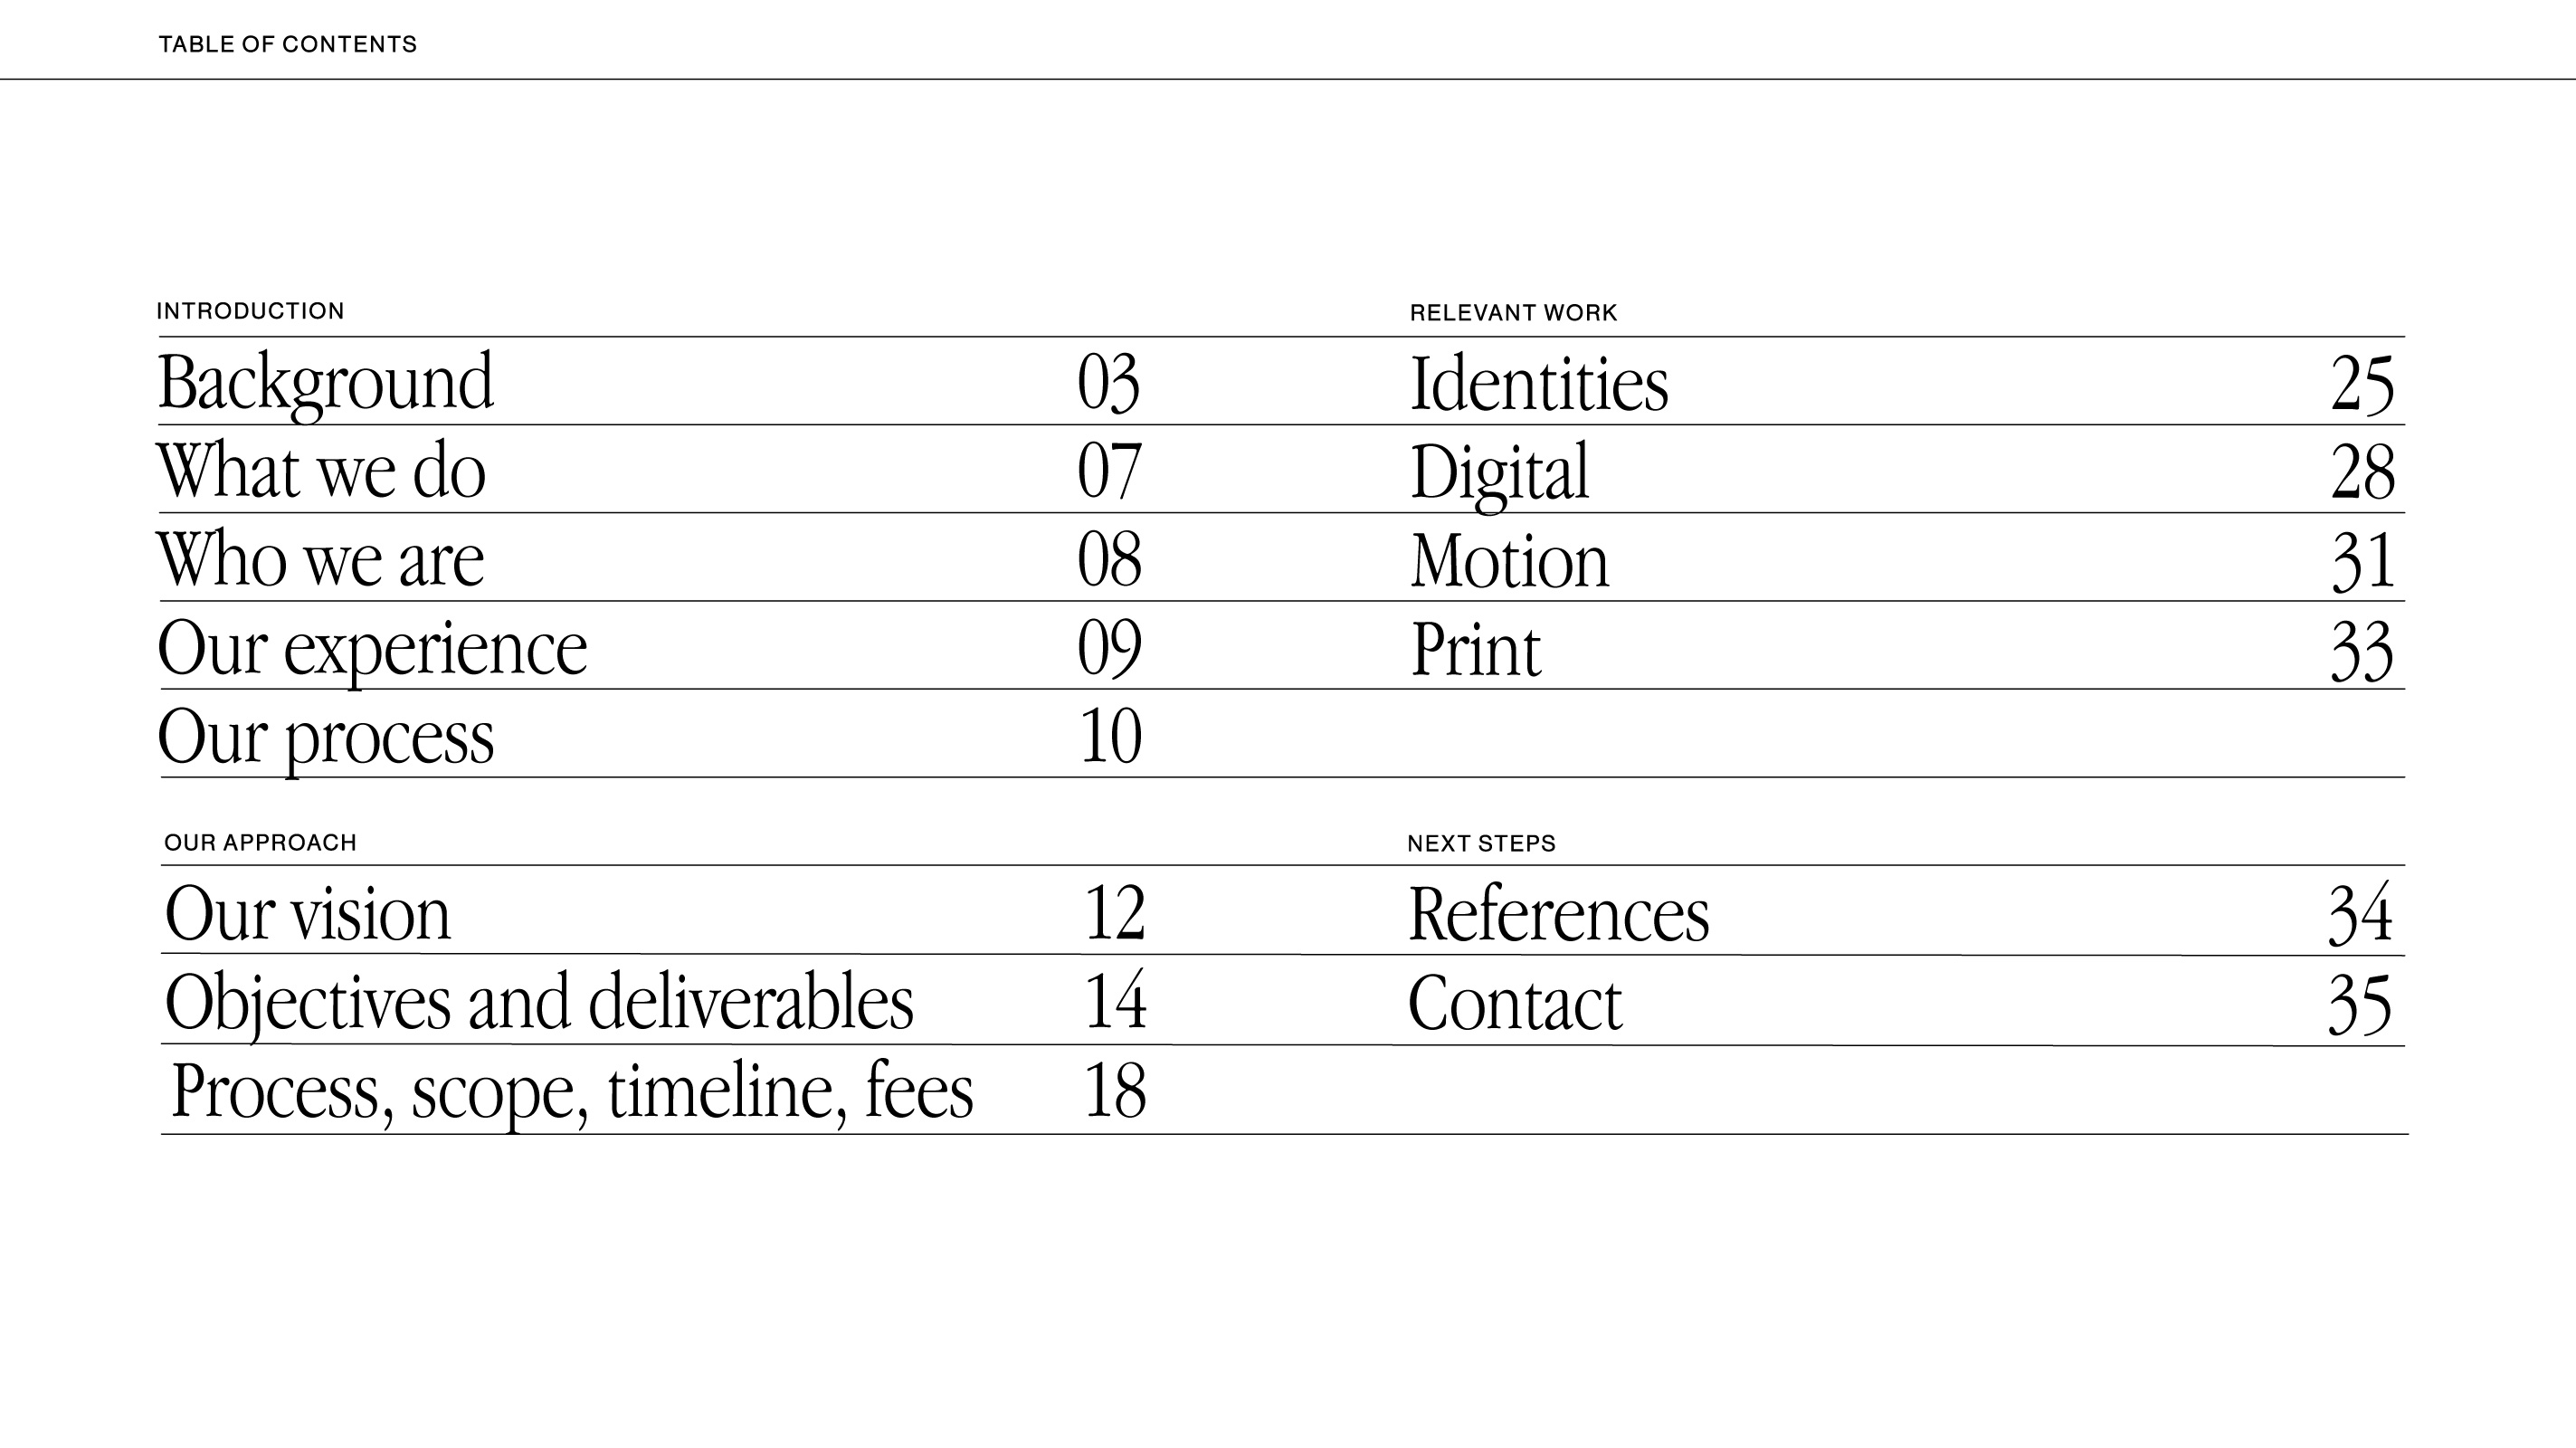 TABLE OF CONTENTS
INTRODUCTION
Background 03
What we do 07
Who we are 08
Our experience 09
Our process 10
OUR APPROACH
Our vision 12
Objectives and deliverables 14
Process, scope, timeline, fees 18
RELEVANT WORK
Identities 25
Digital 28
Motion 31
Print 33
NEXT STEPS
References 34
Contact 35